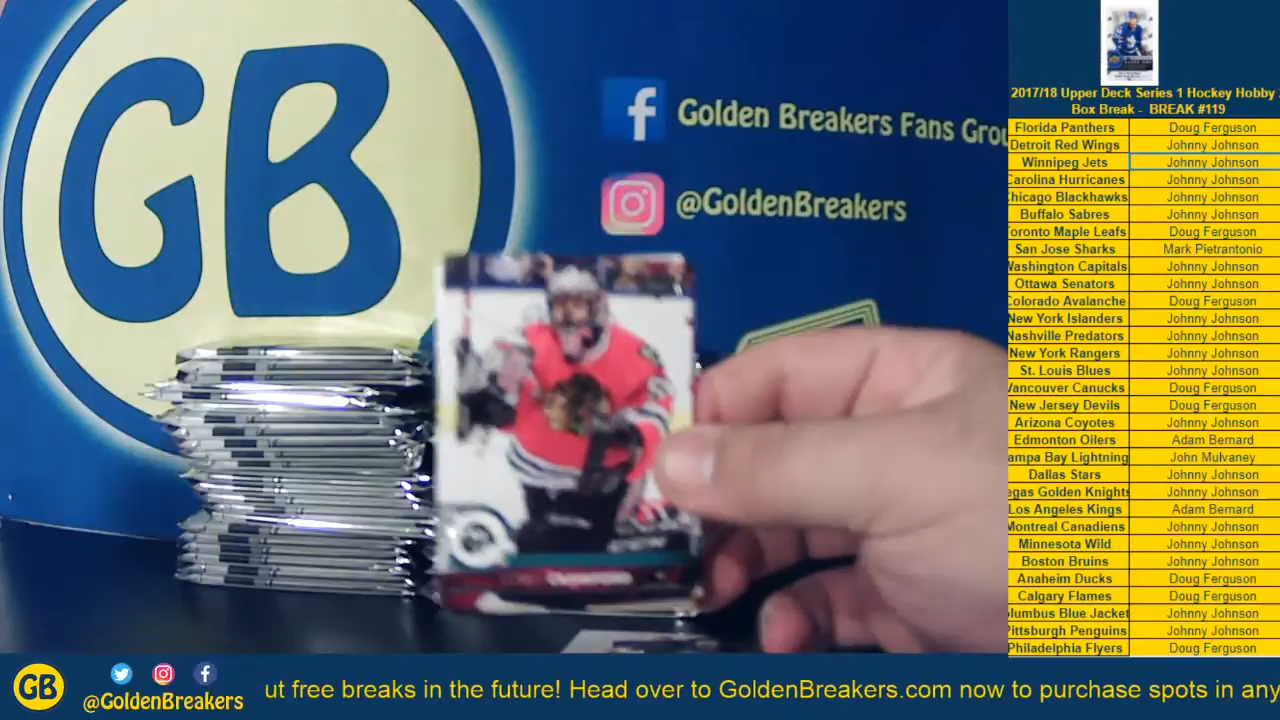 GB
Golden Breakers Fans Grou
@GoldenBreakers
2017/18 Upper Deck Series 1 Hockey Hobby
Box Break - BREAK #119
Florida Panthers Doug Ferguson
Detroit Red Wings Johnny Johnson
Winnipeg Jets Johnny Johnson
Carolina Hurricanes Johnny Johnson
Chicago Blackhawks Johnny Johnson
Buffalo Sabres Johnny Johnson
Toronto Maple Leafs Doug Ferguson
San Jose Sharks Mark Pietrantonio
Washington Capitals Johnny Johnson
Ottawa Senators Johnny Johnson
Colorado Avalanche Doug Ferguson
New York Islanders Johnny Johnson
Nashville Predators Johnny Johnson
New York Rangers Johnny Johnson
St. Louis Blues Johnny Johnson
Vancouver Canucks Doug Ferguson
New Jersey Devils Doug Ferguson
Arizona Coyotes Johnny Johnson
Edmonton Oilers Adam Bernard
ampa Bay Lightning John Mulvaney
Dallas Stars Johnny Johnson
egas Golden Knights Johnny Johnson
Los Angeles Kings Adam Bernard
Montreal Canadiens Johnny Johnson
Minnesota Wild Johnny Johnson
Boston Bruins Johnny Johnson
Anaheim Ducks Doug Ferguson
Calgary Flames Doug Ferguson
olumbus Blue Jacket Johnny Johnson
Pittsburgh Penguins Johnny Johnson
Philadelphia Flyers Doug Ferguson
GB
@GoldenBreakers
ut free breaks in the future! Head over to GoldenBreakers.com now to purchase spots in any